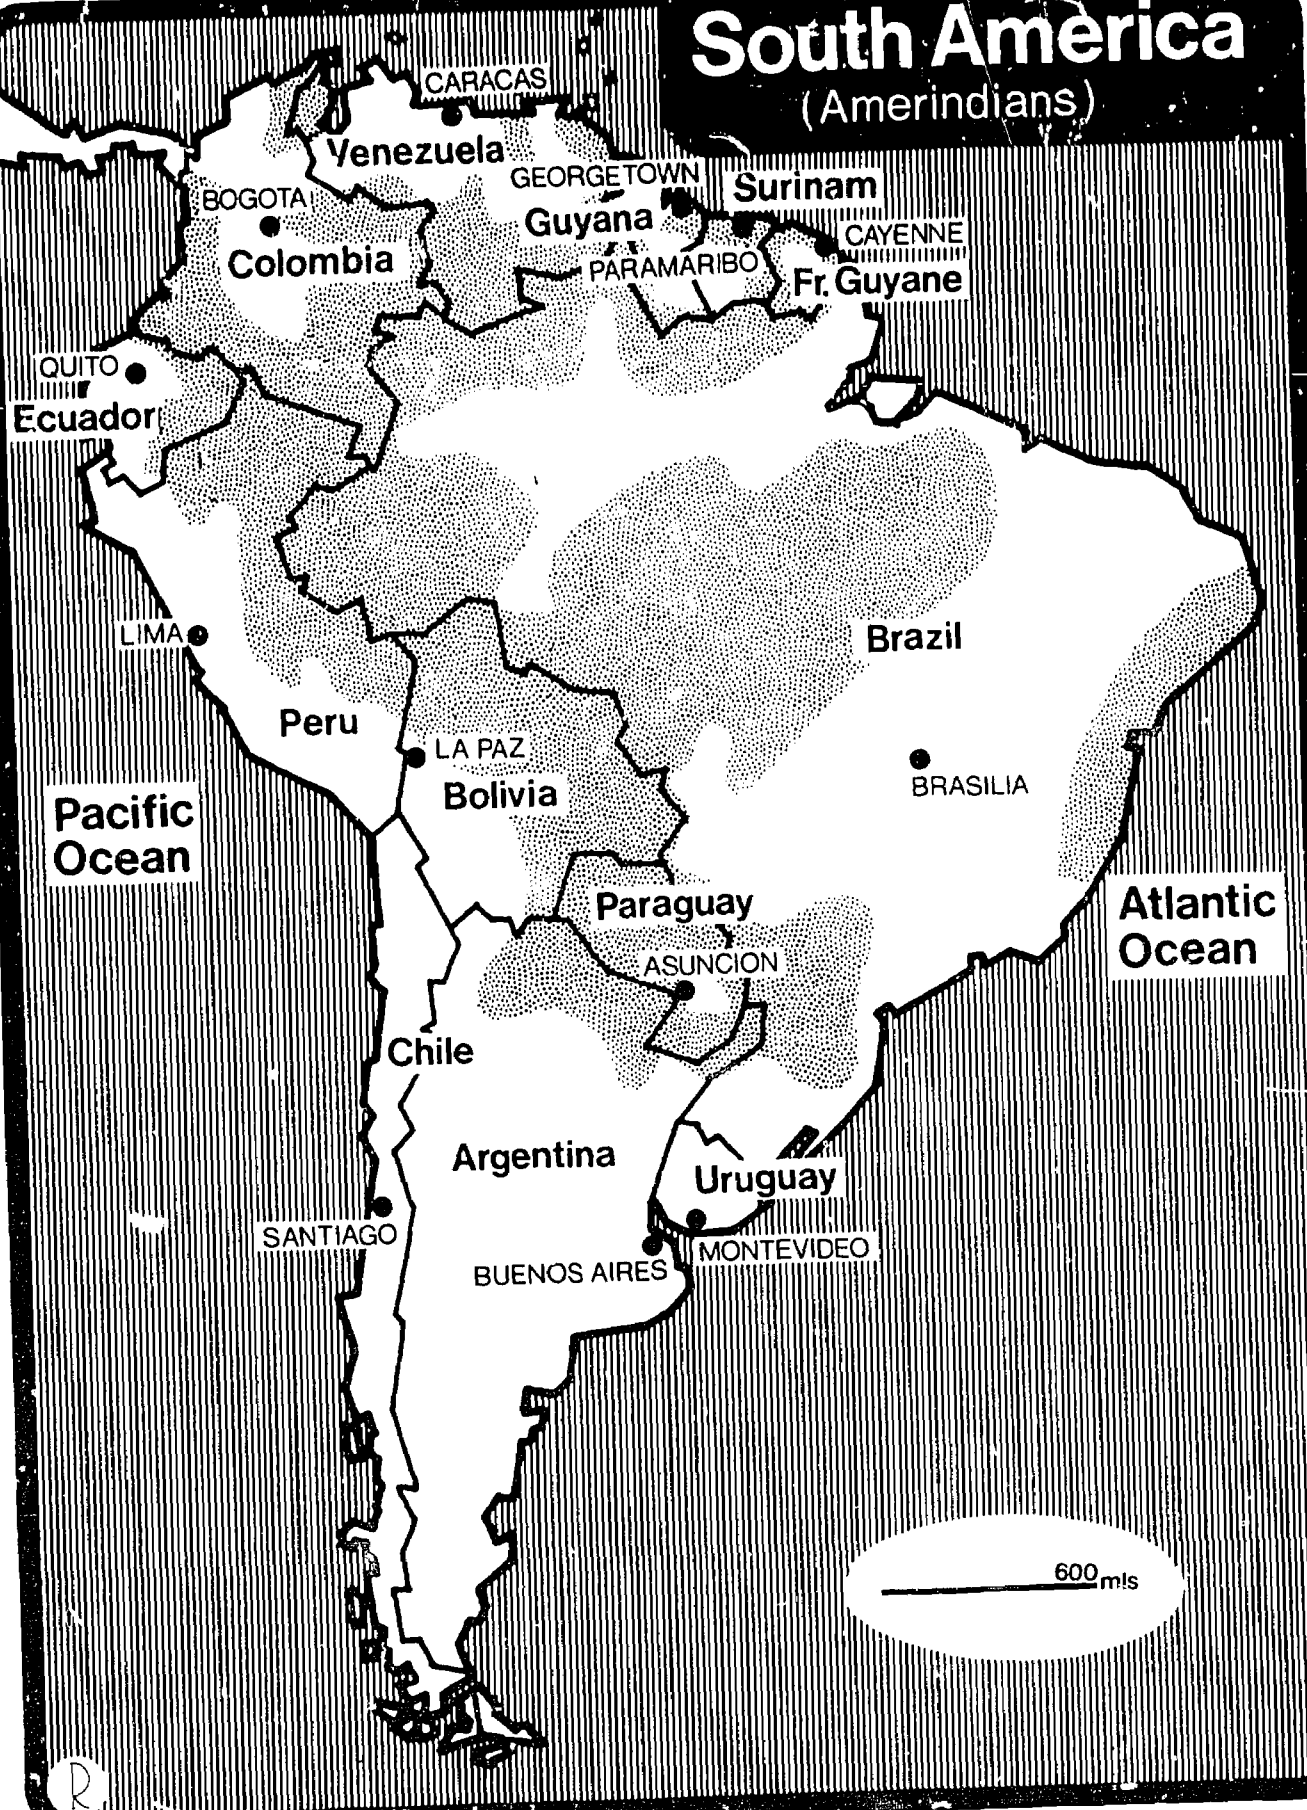 South America
(Amerindians)
CARACAS
Venezuela
GEORGETOWN
Surinam
BOGOTA
Guyana
CAYENNE
Colombia
PARAMARIBO
Fr. Guyane
QUITO
Ecuador
LIMA
Brazil
Peru
LA PAZ
Bolivia
BRASILIA
Pacific
Ocean
Paraguay
Atlantic
Ocean
ASUNCION
Chile
Argentina
Uruguay
SANTIAGO
MONTEVIDEO
BUENOS AIRES
600 mls
R